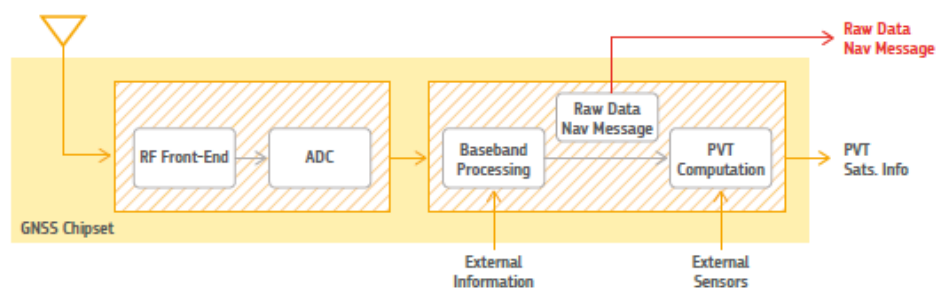 Raw Data
Nav Message
Raw Data
Nav Message
RF Front-End
ADC
Baseband
Processing
PVT
Computation
PVT
Sats. Info
GNSS Chipset
External
Information
External
Sensors